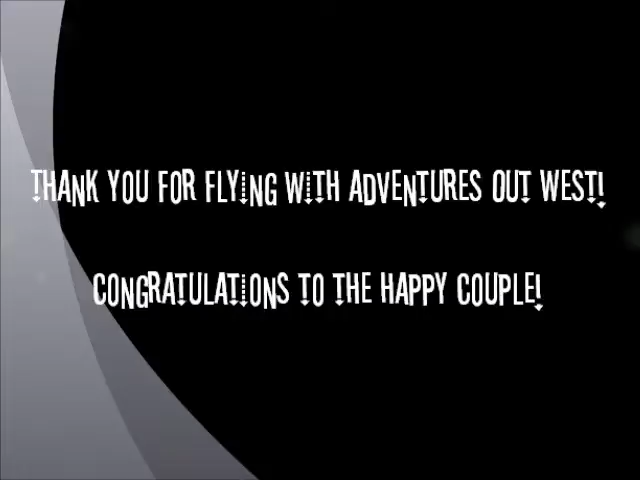 THANK YOU FOR FLYING WITH ADVENTURES OUT WEST!
CONGRATULATIONS TO THE HAPPY COUPLE!